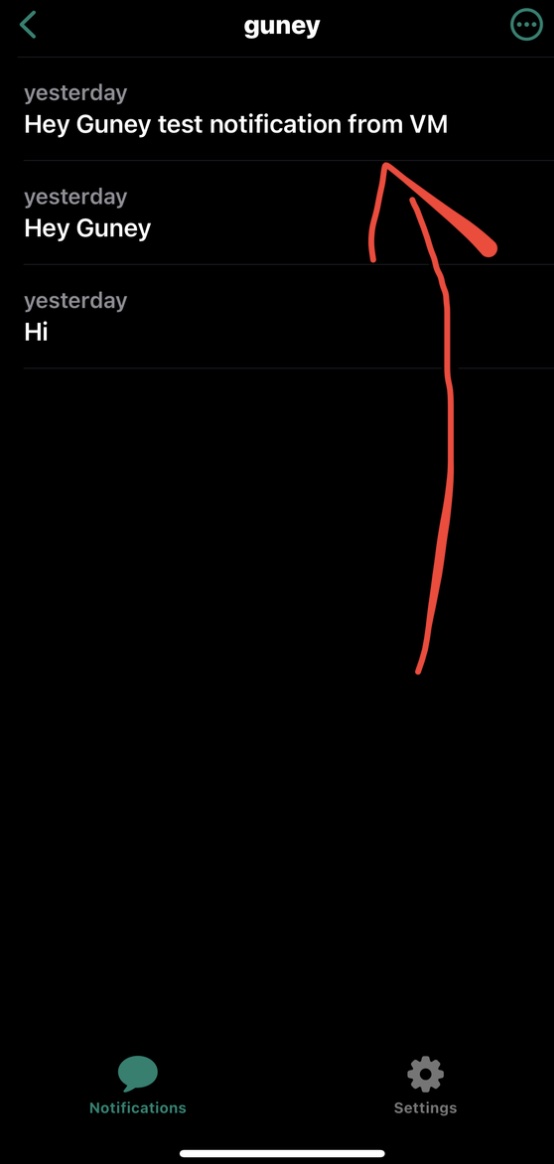 guney
yesterday
Hey Guney test notification from VM
yesterday
Hey Guney
yesterday
Hi
Notifications
Settings